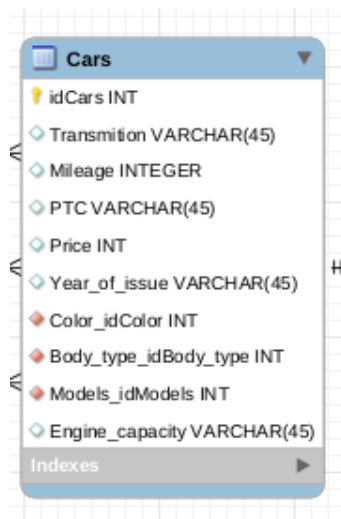 Cars
idCars INT
Transmition VARCHAR(45)
Mileage INTEGER
PTC VARCHAR(45)
Price INT
Year_of_issue VARCHAR(45)
Color_idColor INT
Body_type_idBody_type INT
Models_idModels INT
Engine_capacity VARCHAR(45)
Indexes